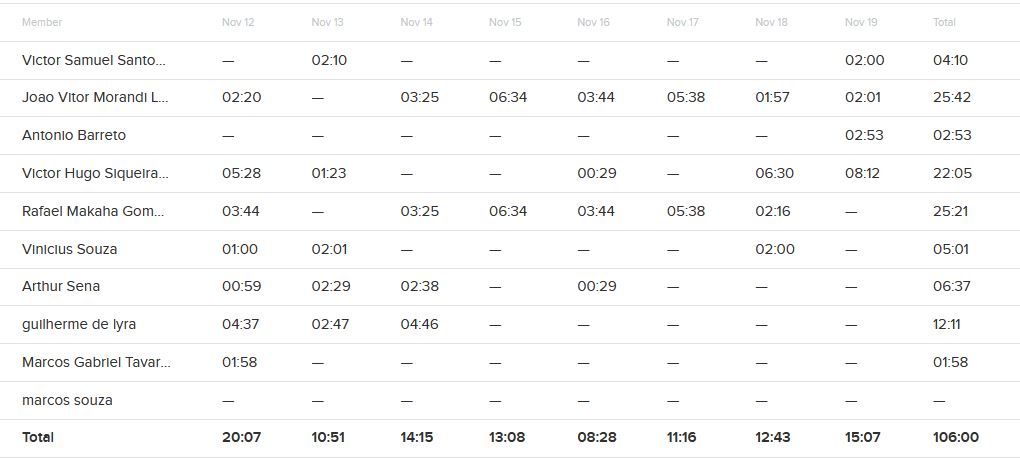 Member Nov 12 Nov 13 Nov 14 Nov 15 Nov 16 Nov 17 Nov 18 Nov 19 Total
Victor Samuel Santo... — 02:10 — — — — — 02:00 04:10
Joao Vitor Morandi L... 02:20 — 03:25 06:34 03:44 05:38 01:57 02:01 25:42
Antonio Barreto — — — — — — — 02:53 02:53
Victor Hugo Siqueira... 05:28 01:23 — — 00:29 — 06:30 08:12 22:05
Rafael Makaha Gom... 03:44 — 03:25 06:34 03:44 05:38 02:16 — 25:21
Vinicius Souza 01:00 02:01 — — — — 02:00 — 05:01
Arthur Sena 00:59 02:29 02:38 — 00:29 — — — 06:37
guilherme de lyra 04:37 02:47 04:46 — — — — — 12:11
Marcos Gabriel Tavar... 01:58 — — — — — — — 01:58
marcos souza — — — — — — — — —
Total 20:07 10:51 14:15 13:08 08:28 11:16 12:43 15:07 106:00